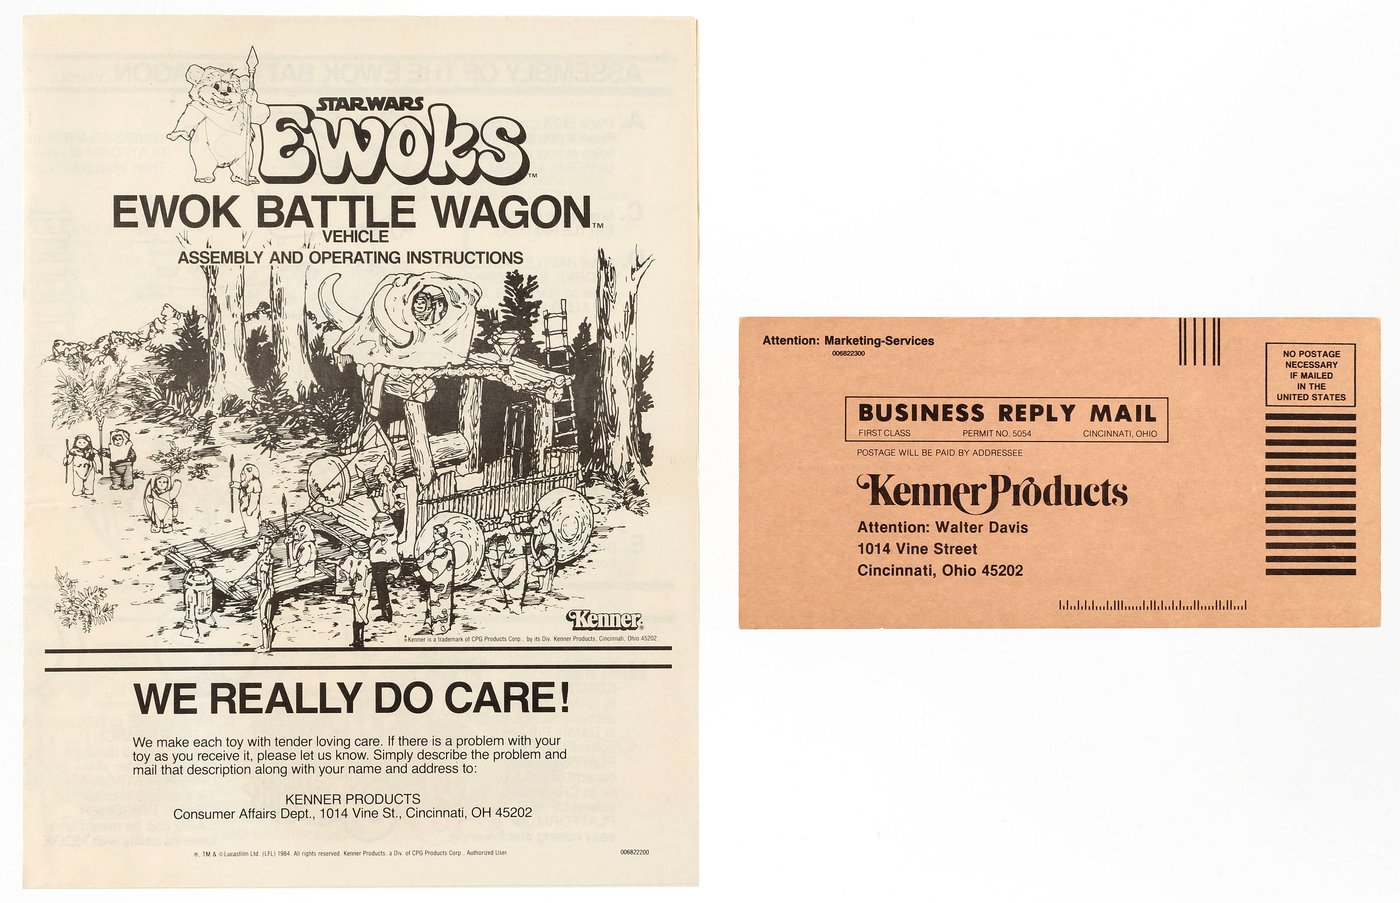 STAR WARS
EWOKS™
EWOK BATTLE WAGON™
VEHICLE
ASSEMBLY AND OPERATING INSTRUCTIONS
Kenner®
®Kenner is a trademark of CPG Products Corp., by its Div. Kenner Products, Cincinnati, Ohio 45202.
WE REALLY DO CARE!
We make each toy with tender loving care. If there is a problem with your
toy as you receive it, please let us know. Simply describe the problem and
mail that description along with your name and address to:
KENNER PRODUCTS
Consumer Affairs Dept., 1014 Vine St., Cincinnati, OH 45202
®, TM & ©Lucasfilm Ltd. (LFL) 1984. All rights reserved. Kenner Products, a Div. of CPG Products Corp., Authorized User.
006822200
Attention: Marketing-Services
006822300
NO POSTAGE
NECESSARY
IF MAILED
IN THE
UNITED STATES
BUSINESS REPLY MAIL
FIRST CLASS PERMIT NO. 5054 CINCINNATI, OHIO
POSTAGE WILL BE PAID BY ADDRESSEE
Kenner Products
Attention: Walter Davis
1014 Vine Street
Cincinnati, Ohio 45202